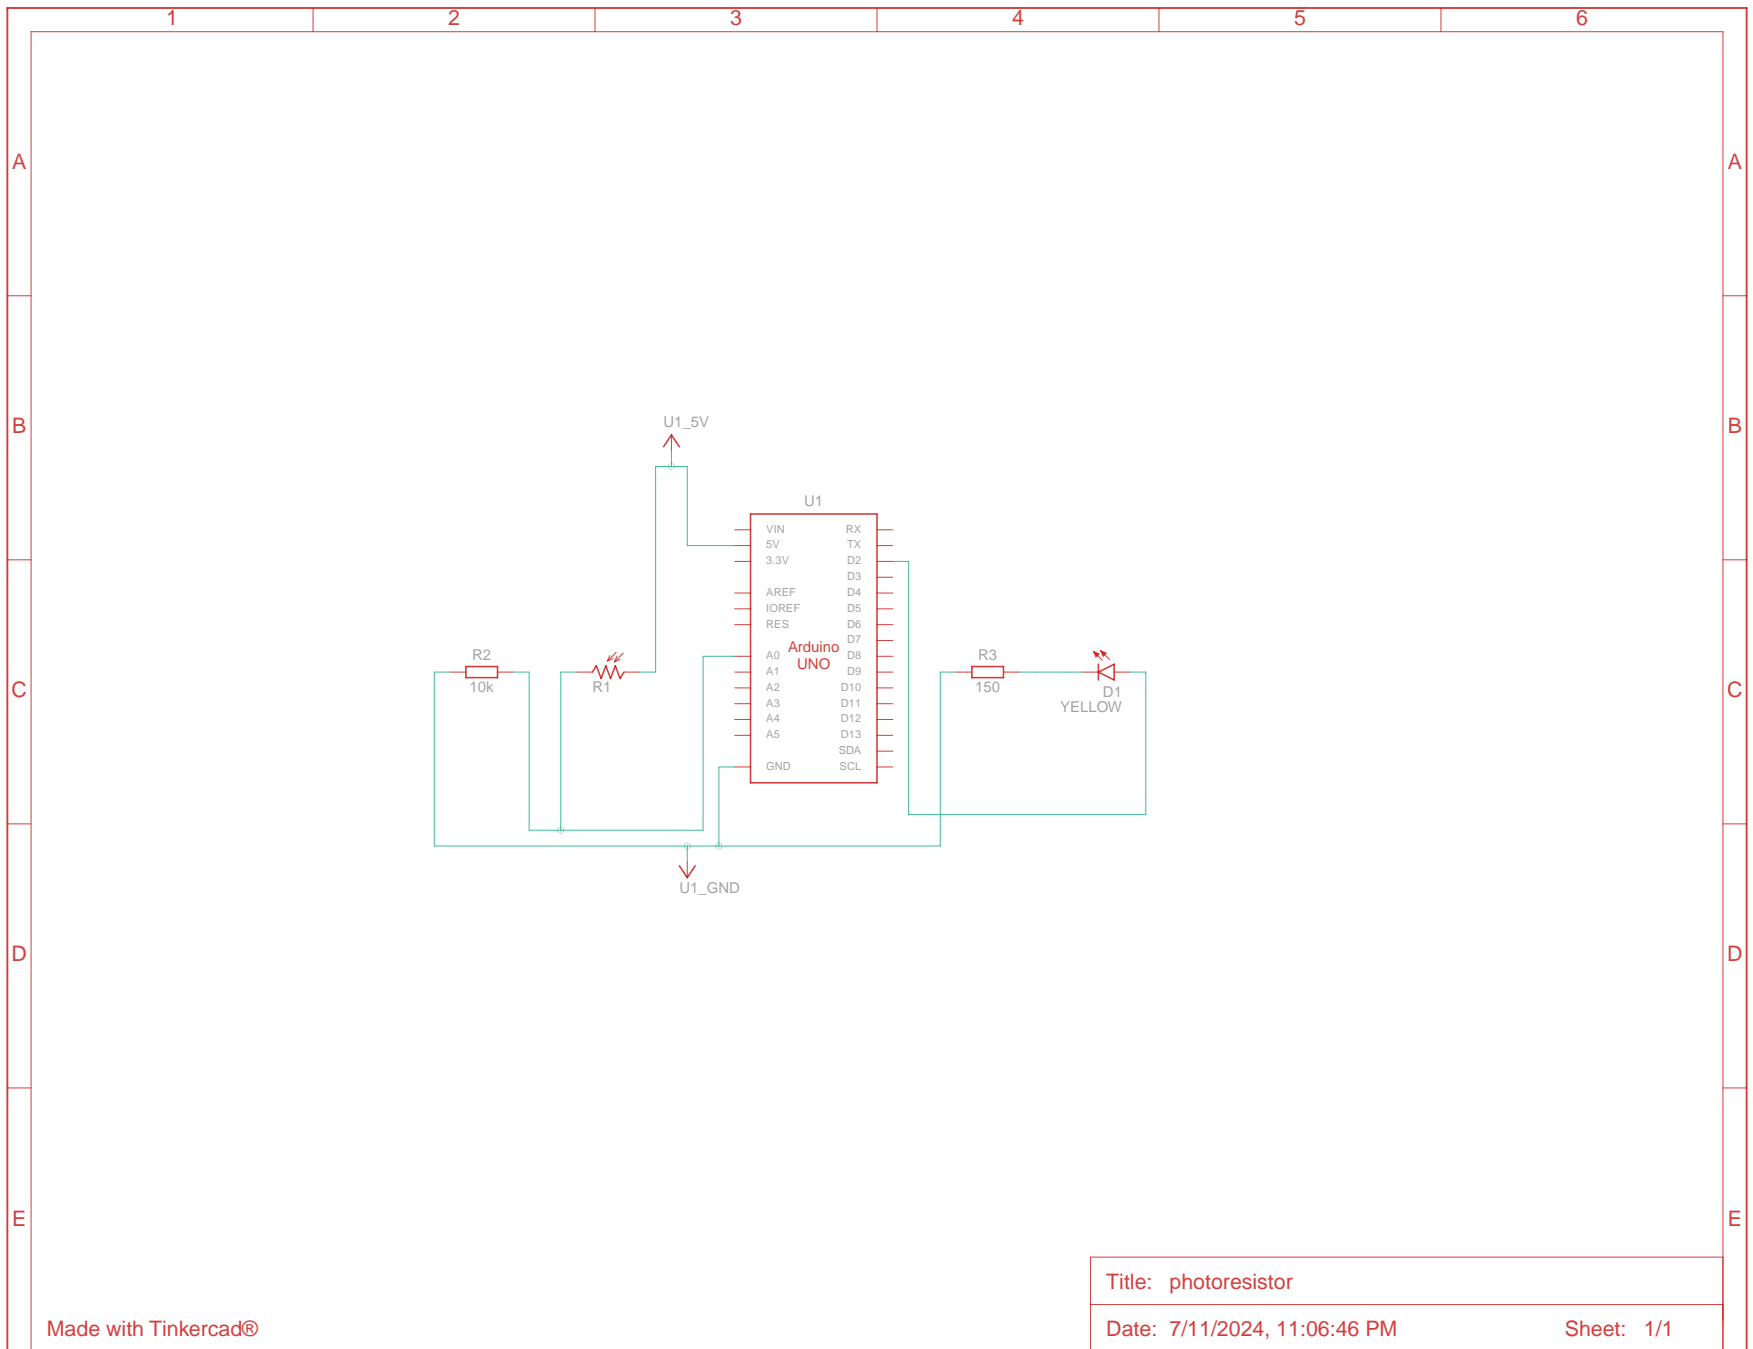 1 2 3 4 5 6
A A
U1_5V
B B
U1
VIN RX
5V TX
3.3V D2
D3
AREF D4
IOREF D5
RES D6
D7
A0 Arduino D8
UNO
A1 D9
A2 D10
A3 D11
A4 D12
A5 D13
SDA
GND SCL
R2
10k
R1
R3
150
D1
YELLOW
C C
U1_GND
D D
E E
Title: photoresistor
Made with Tinkercad®
Date: 7/11/2024, 11:06:46 PM Sheet: 1/1